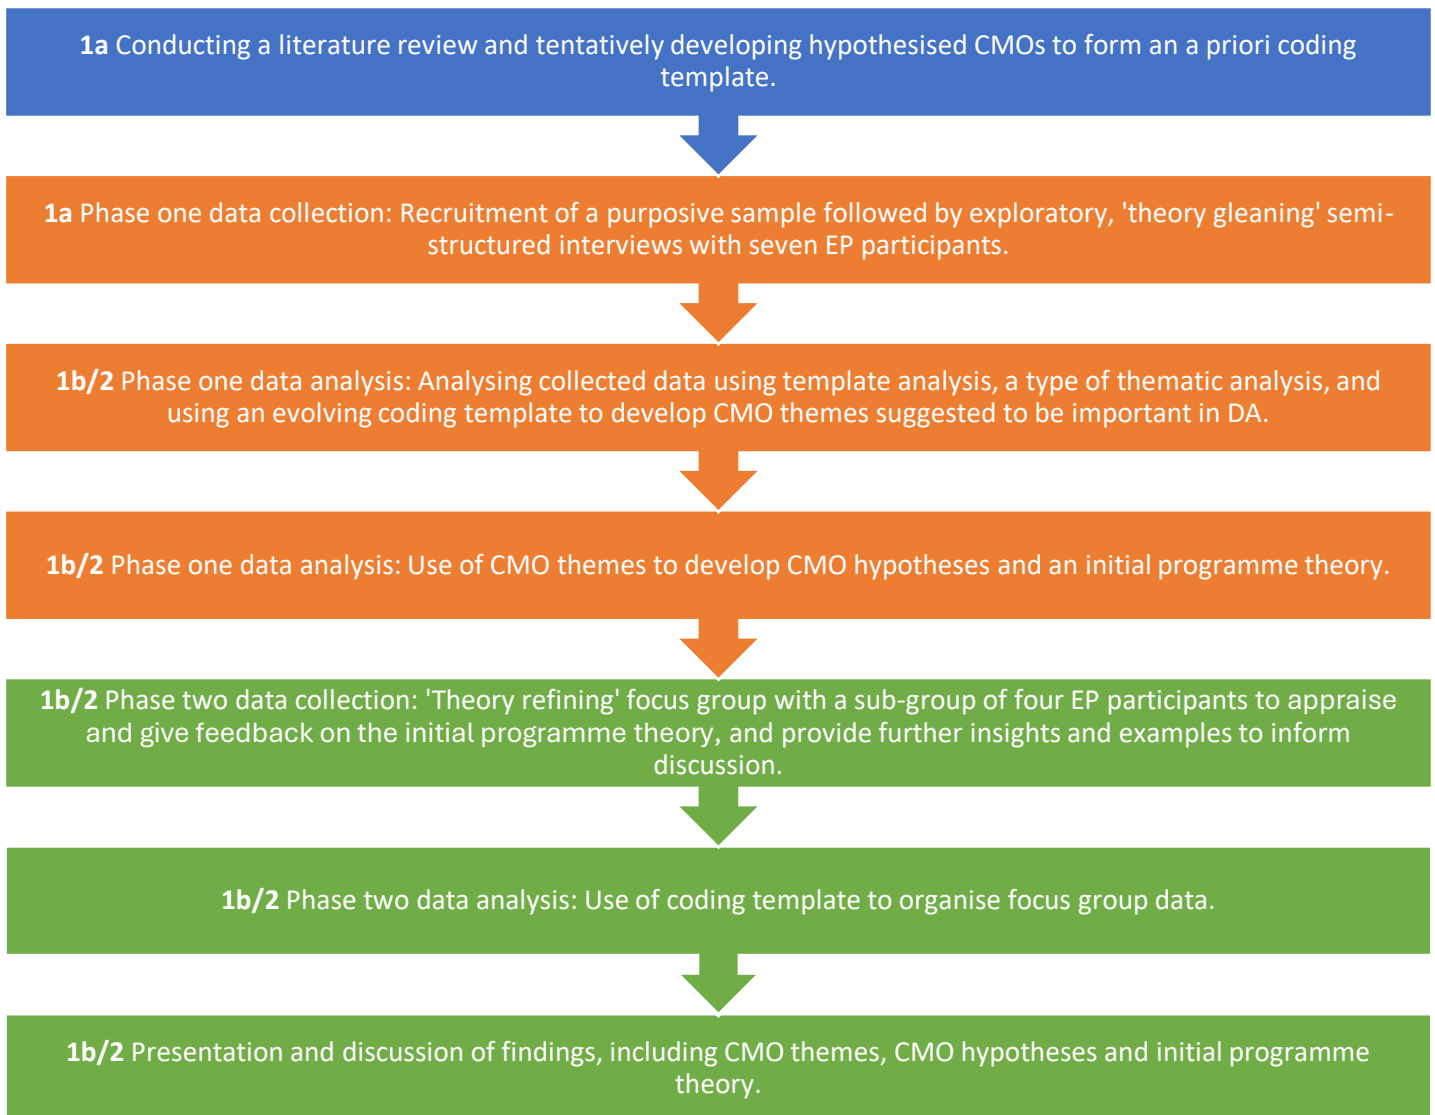 1a Conducting a literature review and tentatively developing hypothesised CMOs to form an a priori coding
template.
1a Phase one data collection: Recruitment of a purposive sample followed by exploratory, 'theory gleaning' semi-
structured interviews with seven EP participants.
1b/2 Phase one data analysis: Analysing collected data using template analysis, a type of thematic analysis, and
using an evolving coding template to develop CMO themes suggested to be important in DA.
1b/2 Phase one data analysis: Use of CMO themes to develop CMO hypotheses and an initial programme theory.
1b/2 Phase two data collection: 'Theory refining' focus group with a sub-group of four EP participants to appraise
and give feedback on the initial programme theory, and provide further insights and examples to inform
discussion.
1b/2 Phase two data analysis: Use of coding template to organise focus group data.
1b/2 Presentation and discussion of findings, including CMO themes, CMO hypotheses and initial programme
theory.